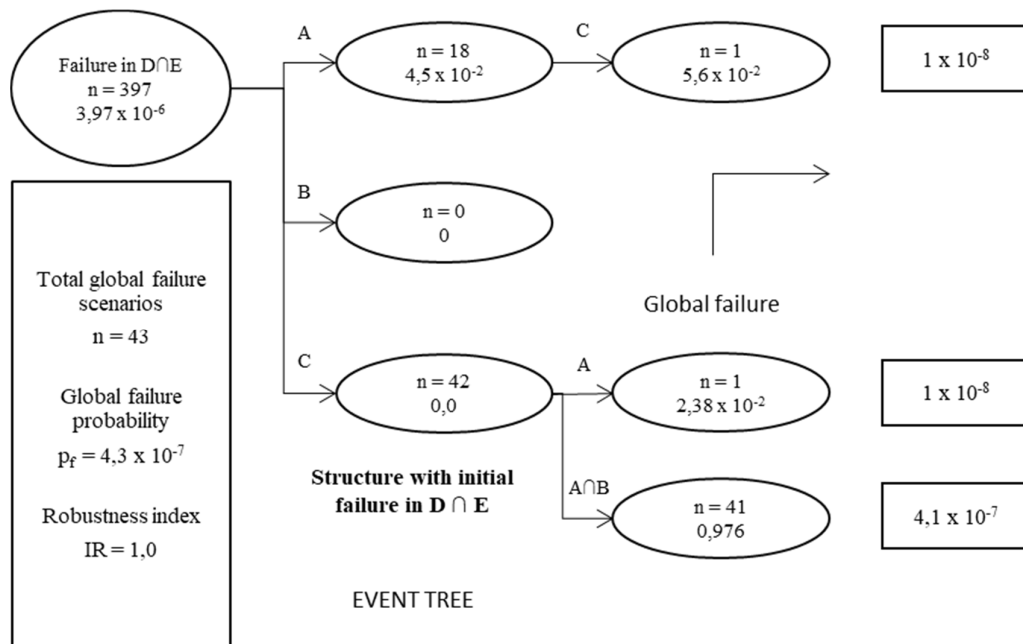 Failure in D∩E
n = 397
3,97 x 10⁻⁶
A
n = 18
4,5 x 10⁻²
C
n = 1
5,6 x 10⁻²
1 x 10⁻⁸
B
n = 0
0
Total global failure
scenarios
n = 43
Global failure
probability
p_f = 4,3 x 10⁻⁷
Robustness index
IR = 1,0
Global failure
C
n = 42
0,0
A
n = 1
2,38 x 10⁻²
1 x 10⁻⁸
Structure with initial
failure in D ∩ E
A∩B
n = 41
0,976
4,1 x 10⁻⁷
EVENT TREE